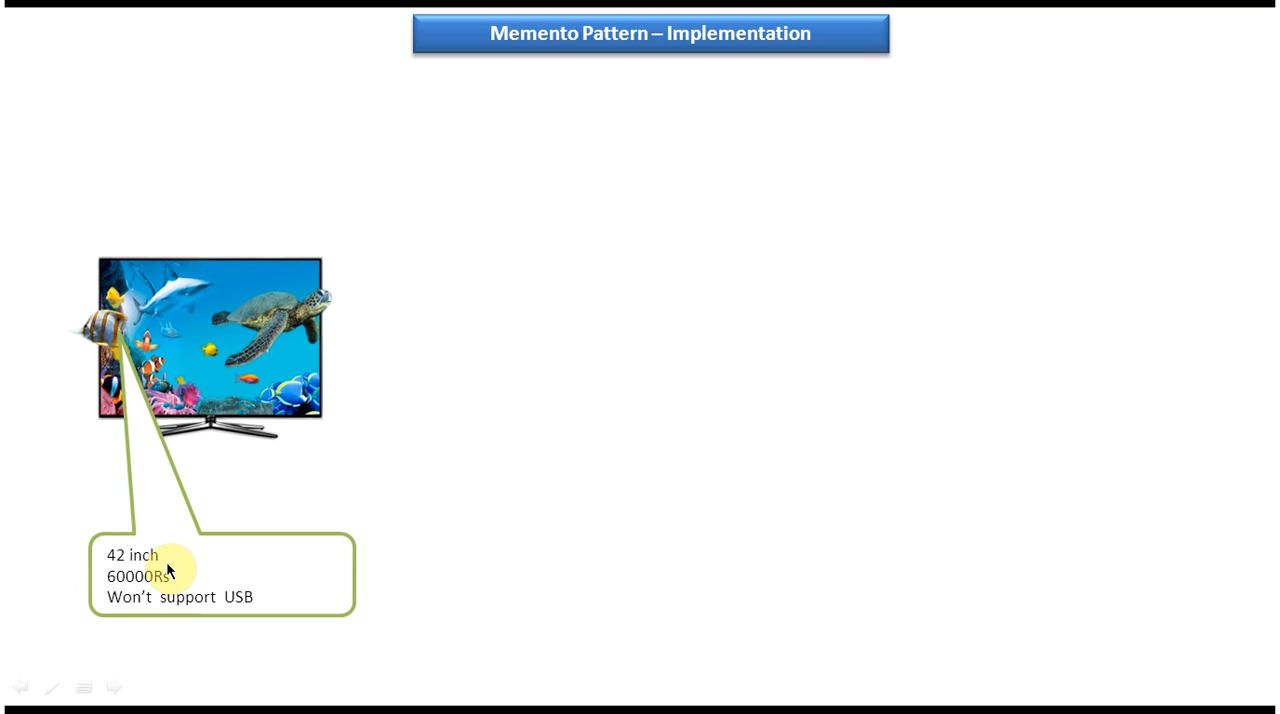 Memento Pattern – Implementation
42 inch
60000Rs
Won’t support USB